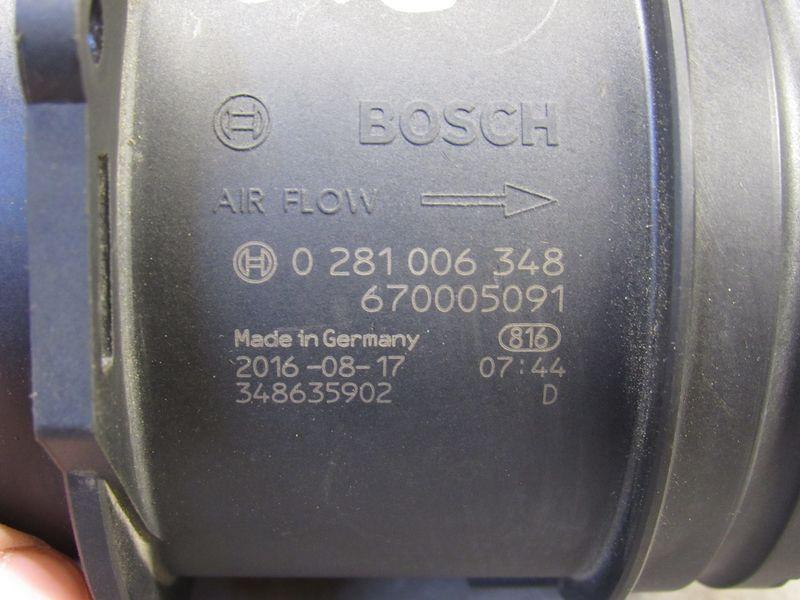 BOSCH
AIR FLOW
0 281 006 348
670005091
Made in Germany 816
2016-08-17 07:44
348635902 D